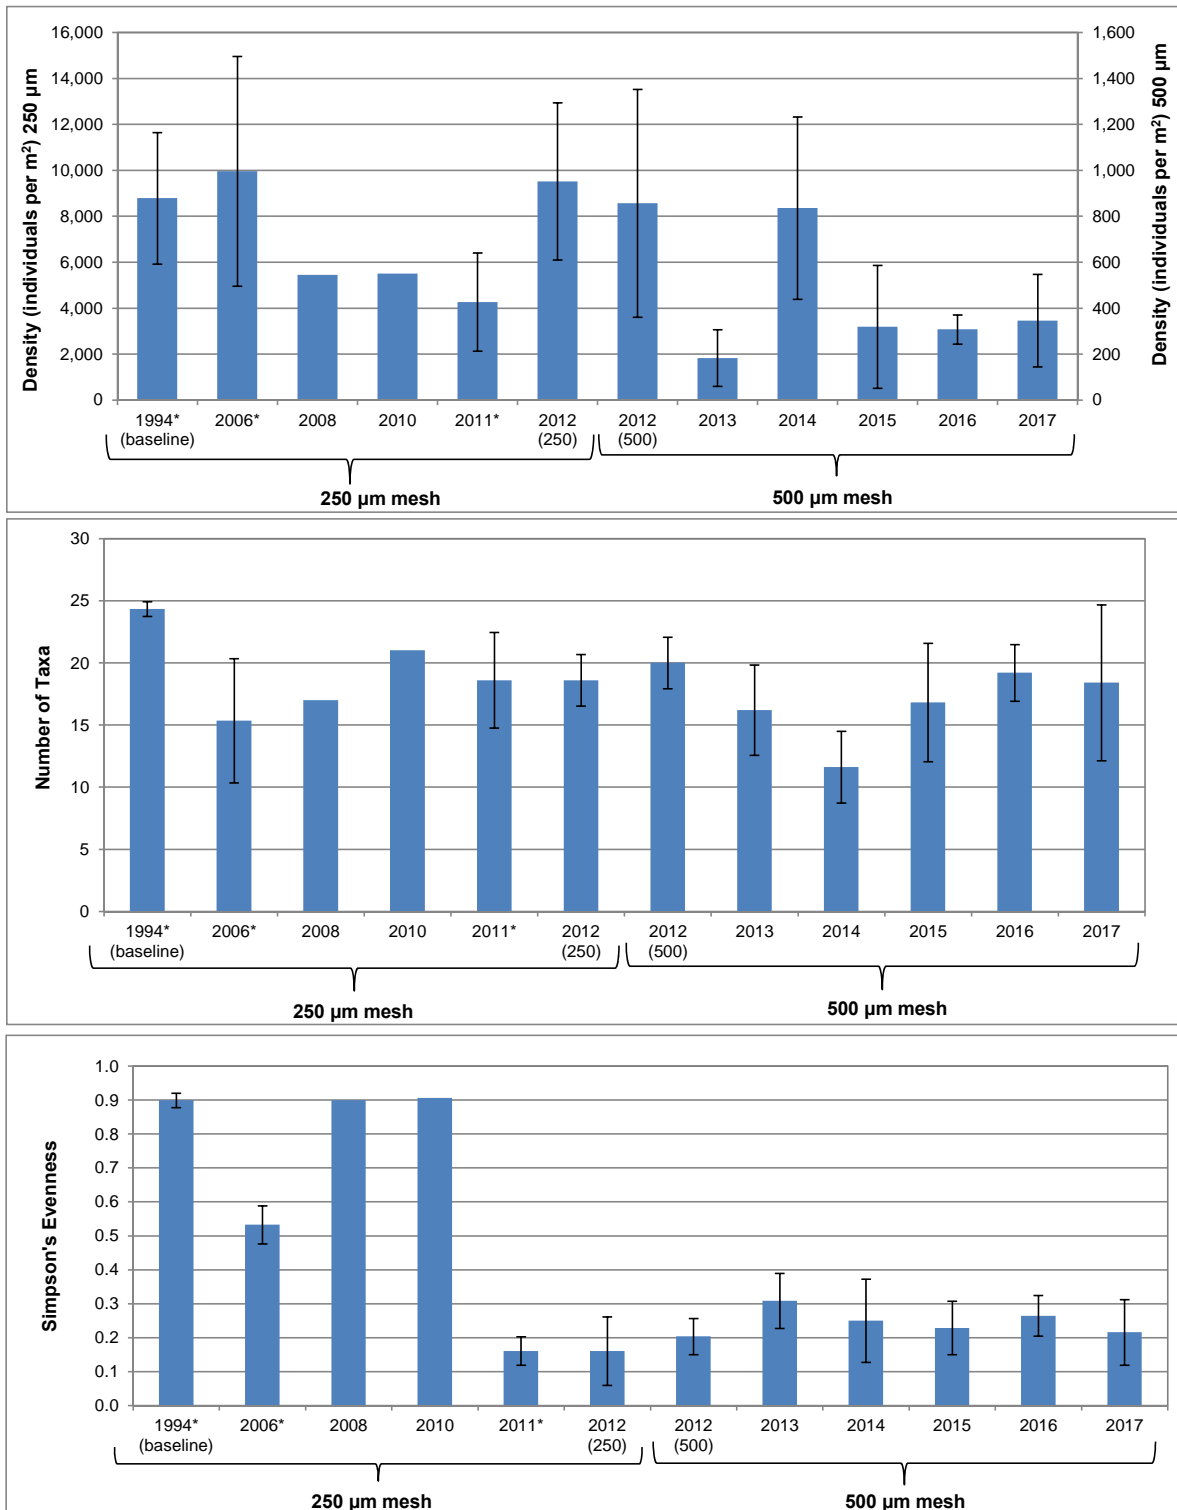 Density (individuals per m²) 250 µm
16,000
14,000
12,000
10,000
8,000
6,000
4,000
2,000
0
1,600
1,400
1,200
1,000
800
600
400
200
0
Density (individuals per m²) 500 µm
1994* 2006* 2008 2010 2011* 2012 2012 2013 2014 2015 2016 2017
(baseline) (250) (500)
250 µm mesh 500 µm mesh
Number of Taxa
30
25
20
15
10
5
0
1994* 2006* 2008 2010 2011* 2012 2012 2013 2014 2015 2016 2017
(baseline) (250) (500)
250 µm mesh 500 µm mesh
Simpson's Evenness
1.0
0.9
0.8
0.7
0.6
0.5
0.4
0.3
0.2
0.1
0.0
1994* 2006* 2008 2010 2011* 2012 2012 2013 2014 2015 2016 2017
(baseline) (250) (500)
250 µm mesh 500 µm mesh